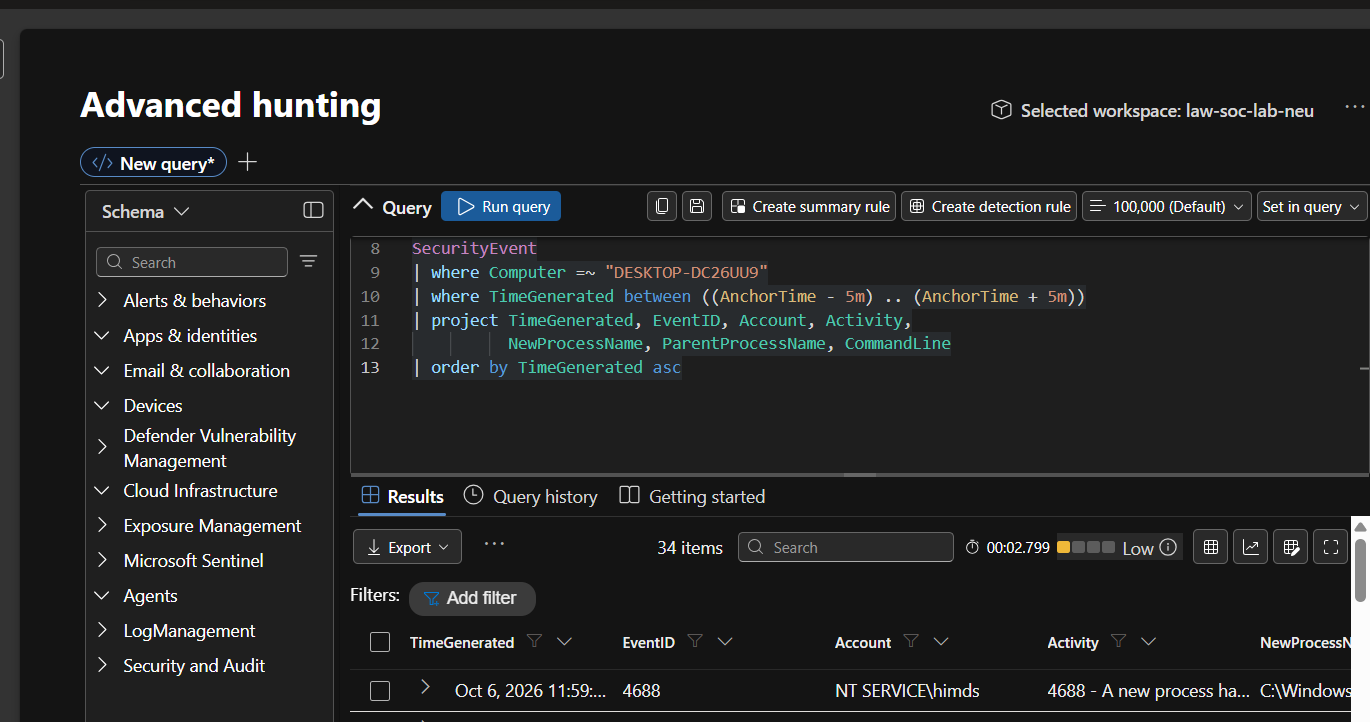 Advanced hunting
Selected workspace: law-soc-lab-neu
New query*
Schema
Query
Run query
Create summary rule
Create detection rule
100,000 (Default)
Set in query
Search
Alerts & behaviors
Apps & identities
Email & collaboration
Devices
Defender Vulnerability
Management
Cloud Infrastructure
Exposure Management
Microsoft Sentinel
Agents
LogManagement
Security and Audit
8 SecurityEvent
9 | where Computer =~ "DESKTOP-DC26UU9"
10 | where TimeGenerated between ((AnchorTime - 5m) .. (AnchorTime + 5m))
11 | project TimeGenerated, EventID, Account, Activity,
12 NewProcessName, ParentProcessName, CommandLine
13 | order by TimeGenerated asc
Results
Query history
Getting started
Export
34 items
Search
00:02.799
Low
Filters:
Add filter
TimeGenerated EventID Account Activity NewProcessN
Oct 6, 2026 11:59:... 4688 NT SERVICE\himds 4688 - A new process ha... C:\Windows